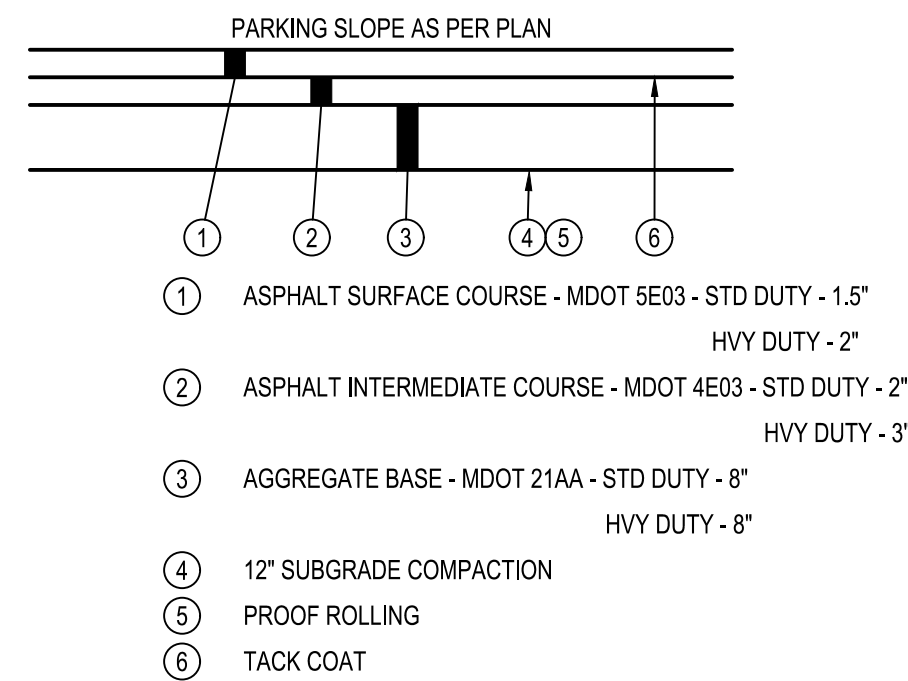 PARKING SLOPE AS PER PLAN
1 2 3 4 5 6
1 ASPHALT SURFACE COURSE - MDOT 5E03 - STD DUTY - 1.5"
HVY DUTY - 2"
2 ASPHALT INTERMEDIATE COURSE - MDOT 4E03 - STD DUTY - 2"
HVY DUTY - 3'
3 AGGREGATE BASE - MDOT 21AA - STD DUTY - 8"
HVY DUTY - 8"
4 12" SUBGRADE COMPACTION
5 PROOF ROLLING
6 TACK COAT